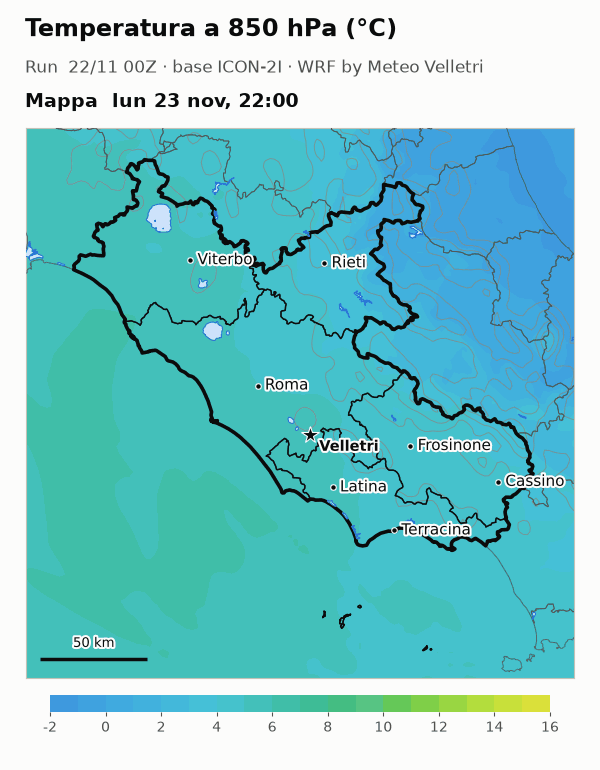 Temperatura a 850 hPa (°C)
Run  22/11 00Z · base ICON-2I · WRF by Meteo Velletri
Mappa  lun 23 nov, 22:00
Viterbo
Rieti
Roma
Velletri
Frosinone
Latina
Cassino
Terracina
50 km
-2 0 2 4 6 8 10 12 14 16